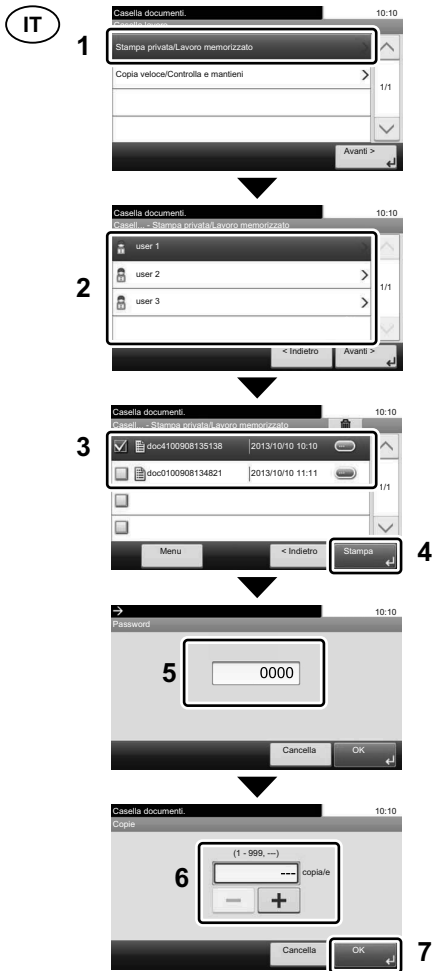 IT
Casella documenti. 10:10
Casella lavoro
1
Stampa privata/Lavoro memorizzato
Copia veloce/Controlla e mantieni
1/1
Avanti >
Casella documenti. 10:10
Casell... - Stampa privata/Lavoro memorizzato
user 1
2
user 2
user 3
1/1
< Indietro Avanti >
Casella documenti. 10:10
Casell... - Stampa privata/Lavoro memorizzato
3
doc4100908135138 2013/10/10 10:10
doc0100908134821 2013/10/10 11:11
1/1
Menu < Indietro Stampa 4
10:10
Password
5 0000
Cancella OK
Casella documenti. 10:10
Copie
(1 - 999, ---)
6 --- copia/e
Cancella OK 7